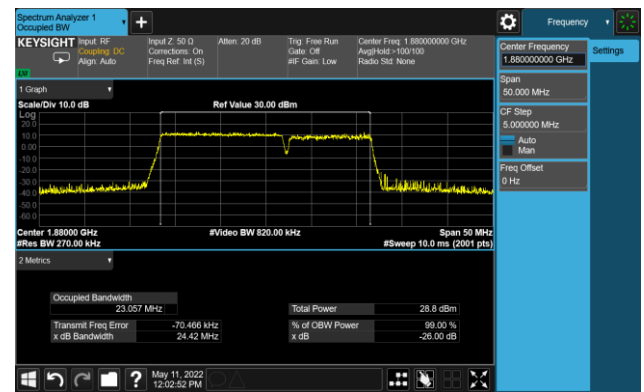 Spectrum Analyzer 1
Occupied BW
Frequency
KEYSIGHT
Input: RF
Coupling: DC
Align: Auto
Input Z: 50 Ω
Corrections: On
Freq Ref: Int (S)
Atten: 20 dB
Trig: Free Run
Gate: Off
#IF Gain: Low
Center Freq: 1.880000000 GHz
Avg|Hold:>100/100
Radio Std: None
Center Frequency
1.880000000 GHz
Settings
Span
50.000 MHz
CF Step
5.000000 MHz
Auto
Man
Freq Offset
0 Hz
1 Graph
Scale/Div 10.0 dB
Ref Value 30.00 dBm
Log
20.0
10.0
0.00
-10.0
-20.0
-30.0
-40.0
-50.0
-60.0
Center 1.88000 GHz
#Video BW 820.00 kHz
Span 50 MHz
#Res BW 270.00 kHz
#Sweep 10.0 ms (2001 pts)
2 Metrics
Occupied Bandwidth
23.057 MHz
Total Power
28.8 dBm
Transmit Freq Error
-70.466 kHz
% of OBW Power
99.00 %
x dB Bandwidth
24.42 MHz
x dB
-26.00 dB
?
May 11, 2022
12:02:52 PM